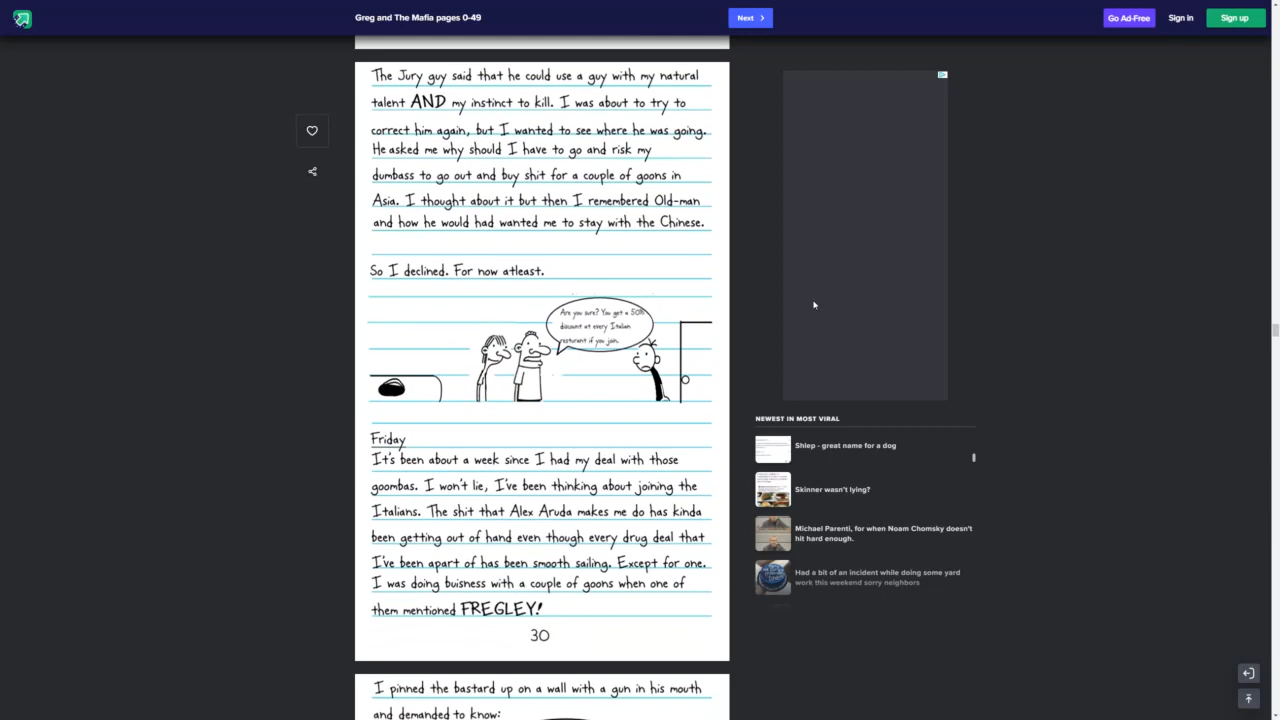 Greg and The Mafia pages 0-49
Next
Go Ad-Free
Sign in
Sign up
The Jury guy said that he could use a guy with my natural
talent AND my instinct to kill. I was about to try to
correct him again, but I wanted to see where he was going.
He asked me why should I have to go and risk my
dumbass to go out and buy shit for a couple of goons in
Asia. I thought about it but then I remembered Old-man
and how he would had wanted me to stay with the Chinese.
So I declined. For now atleast.
Are you sure? You get a 50%
discount at every Italian
resturant if you join.
Friday
It's been about a week since I had my deal with those
goombas. I won't lie, I've been thinking about joining the
Italians. The shit that Alex Aruda makes me do has kinda
been getting out of hand even though every drug deal that
I've been apart of has been smooth sailing. Except for one.
I was doing buisness with a couple of goons when one of
them mentioned FREGLEY!
30
I pinned the bastard up on a wall with a gun in his mouth
and demanded to know:
NEWEST IN MOST VIRAL
Shlep - great name for a dog
Skinner wasn't lying?
Michael Parenti, for when Noam Chomsky doesn't
hit hard enough.
Had a bit of an incident while doing some yard
work this weekend sorry neighbors